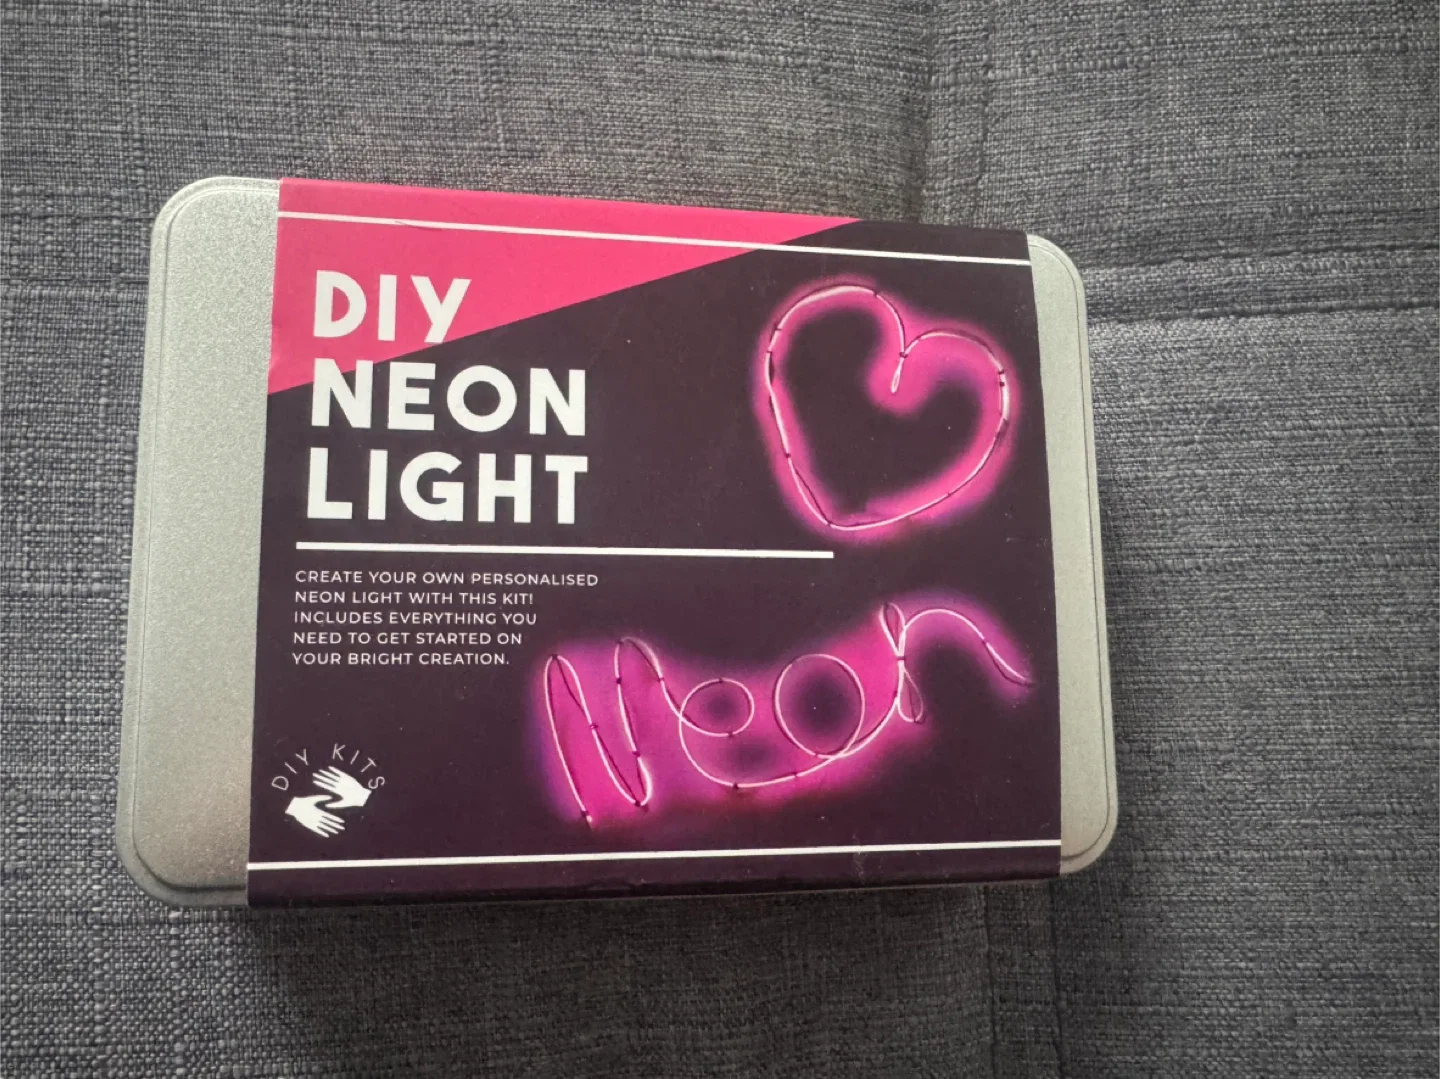 DIY
NEON
LIGHT
CREATE YOUR OWN PERSONALISED
NEON LIGHT WITH THIS KIT!
INCLUDES EVERYTHING YOU
NEED TO GET STARTED ON
YOUR BRIGHT CREATION.
Neon
DIY KITS